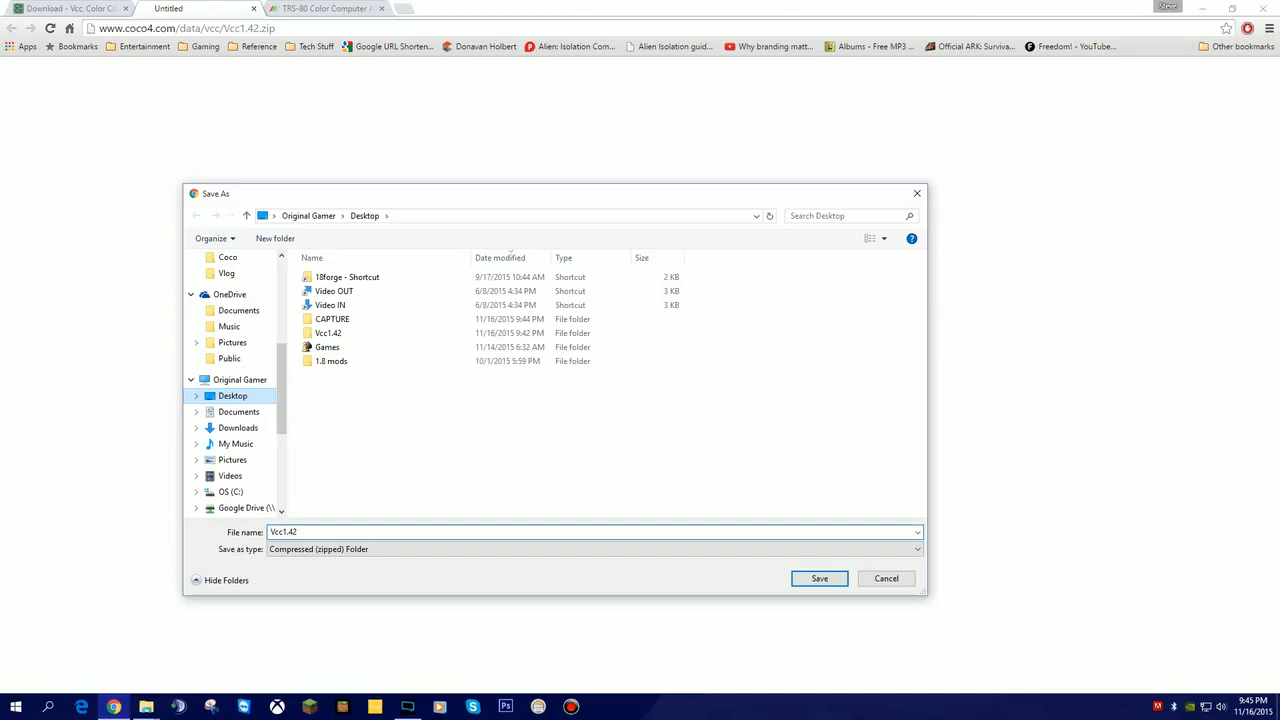 Download - Vcc, Color Co
Untitled
TRS-80 Color Computer A
Steve
www.coco4.com/data/vcc/Vcc1.42.zip
Apps
Bookmarks
Entertainment
Gaming
Reference
Tech Stuff
Google URL Shorten...
Donavan Holbert
Alien: Isolation Com...
Alien Isolation guid...
Why branding matt...
Albums - Free MP3 ...
Official ARK: Surviva...
Freedom! - YouTube...
Other bookmarks
Save As
Original Gamer
Desktop
Search Desktop
Organize
New folder
Name
Date modified
Type
Size
Coco
Vlog
OneDrive
Documents
Music
Pictures
Public
Original Gamer
Desktop
Documents
Downloads
My Music
Pictures
Videos
OS (C:)
Google Drive (\\
18forge - Shortcut 9/17/2015 10:44 AM Shortcut 2 KB
Video OUT 6/8/2015 4:34 PM Shortcut 3 KB
Video IN 6/8/2015 4:34 PM Shortcut 3 KB
CAPTURE 11/16/2015 9:44 PM File folder
Vcc1.42 11/16/2015 9:42 PM File folder
Games 11/14/2015 6:32 AM File folder
1.8 mods 10/1/2015 5:59 PM File folder
File name: Vcc1.42
Save as type: Compressed (zipped) Folder
Hide Folders
Save
Cancel
9:45 PM
11/16/2015